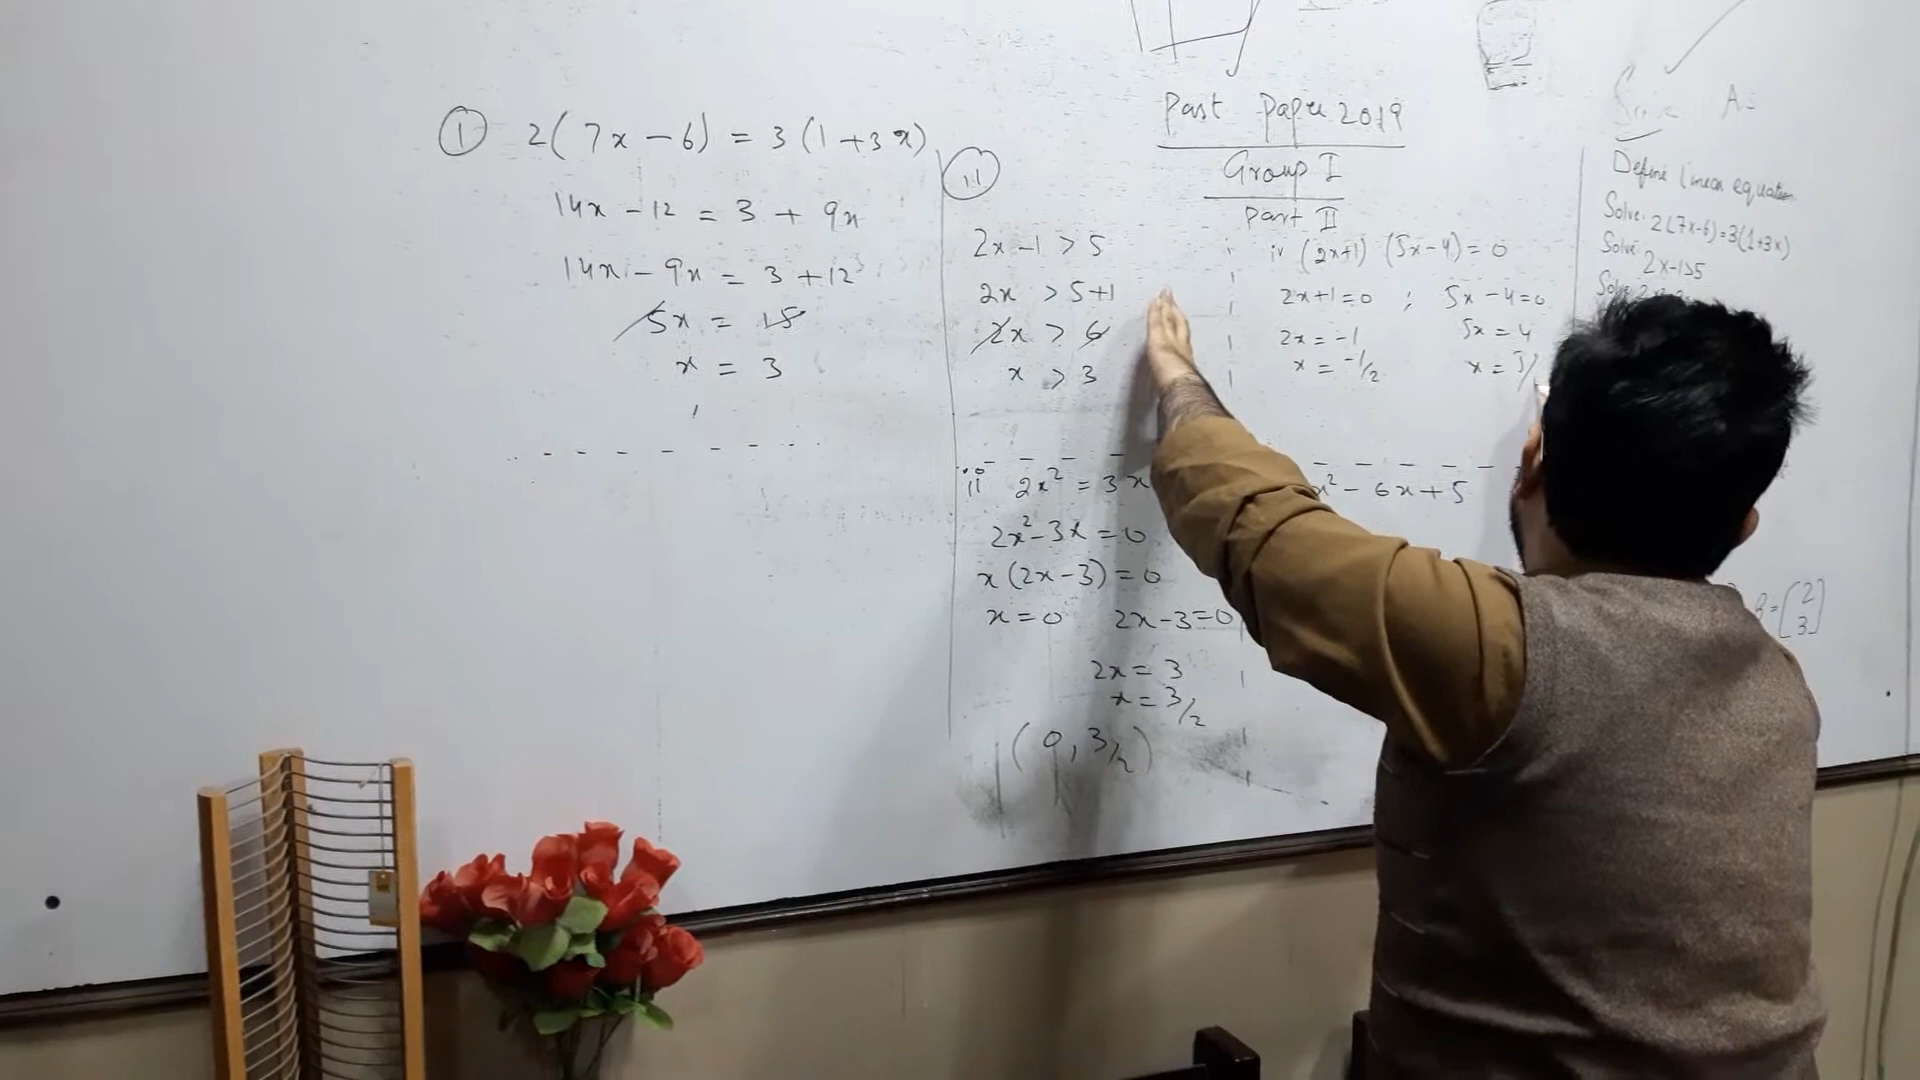 ① 2(7x-6) = 3(1+3x)
14x-12 = 3 + 9x
14x-9x = 3+12
5x = 15
x = 3
Past Paper 2019
Group I
Part II
11
2x-1 > 5
2x > 5+1
2x > 6
x > 3
iv (2x+1) (5x-4) = 0
2x+1=0 ; 5x-4=0
2x = -1 5x = 4
x = -1/2 x =
iii 2x² = 3x
2x²-3x = 0
x(2x-3) = 0
x = 0 2x-3=0
2x = 3
x = 3/2
(0, 3/2)
x² - 6x + 5
Define linear equation
Solve: 2(7x-6)=3(1+3x)
Solve 2x-1>5
Solve
[2
3]